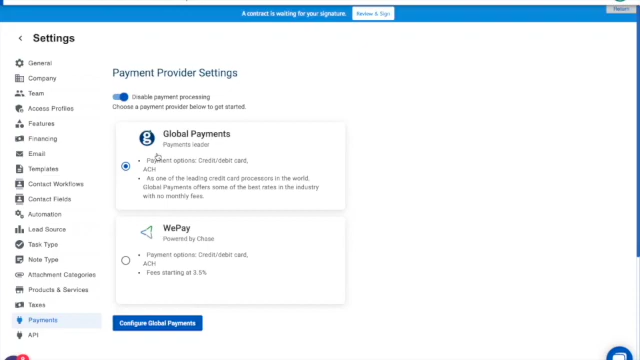 Return
A contract is waiting for your signature. Review & Sign
Settings
General
Company
Team
Access Profiles
Features
Financing
Email
Templates
Contact Workflows
Contact Fields
Automation
Lead Source
Task Type
Note Type
Attachment Categories
Products & Services
Taxes
Payments
API
Payment Provider Settings
Disable payment processing
Choose a payment provider below to get started.
Global Payments
Payments leader
• Payment options: Credit/debit card,
ACH
• As one of the leading credit card processors in the world,
Global Payments offers some of the best rates in the industry
with no monthly fees.
WePay
Powered by Chase
• Payment options: Credit/debit card,
ACH
• Fees starting at 3.5%
Configure Global Payments